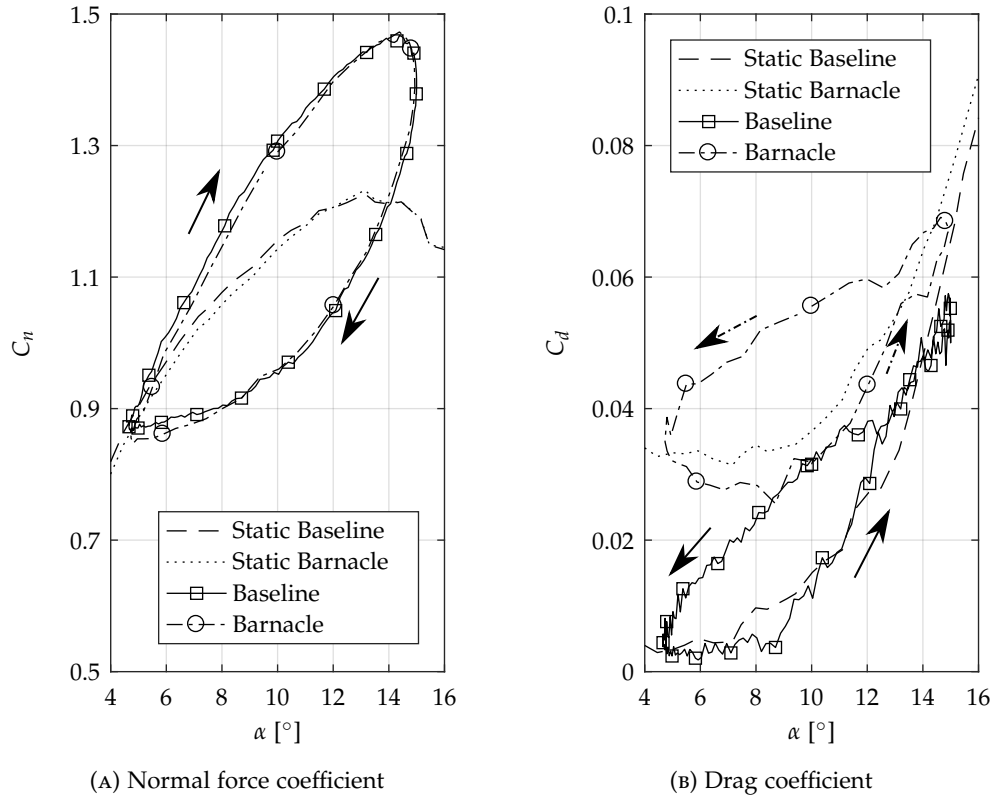 1.5
1.3
1.1
0.9
0.7
0.5
C_n
4 6 8 10 12 14 16
α [°]
Static Baseline
Static Barnacle
Baseline
Barnacle
(A) Normal force coefficient
0.1
0.08
0.06
0.04
0.02
0
C_d
4 6 8 10 12 14 16
α [°]
Static Baseline
Static Barnacle
Baseline
Barnacle
(B) Drag coefficient